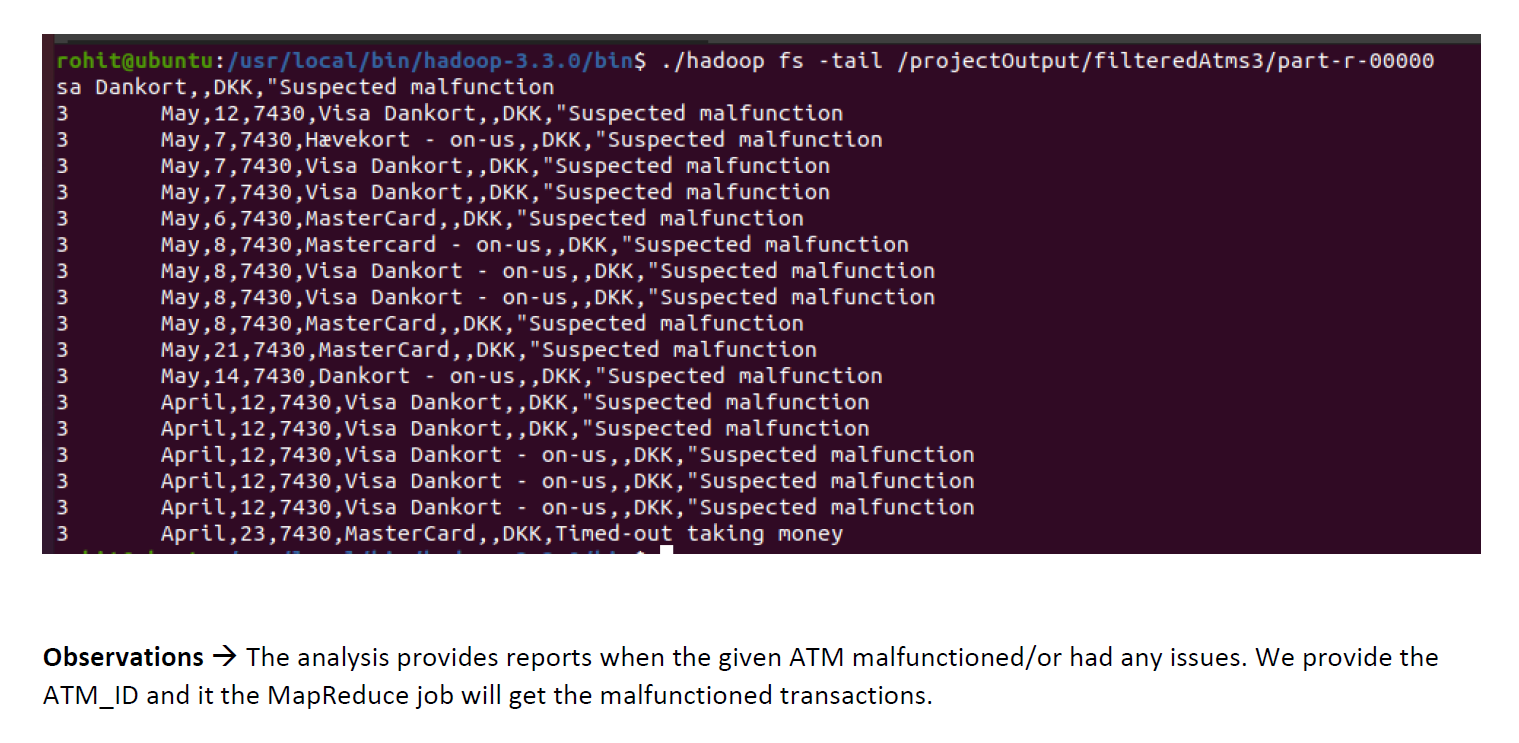 rohit@ubuntu:/usr/local/bin/hadoop-3.3.0/bin$ ./hadoop fs -tail /projectOutput/filteredAtms3/part-r-00000
sa Dankort,,DKK,"Suspected malfunction
3 May,12,7430,Visa Dankort,,DKK,"Suspected malfunction
3 May,7,7430,Hævekort - on-us,,DKK,"Suspected malfunction
3 May,7,7430,Visa Dankort,,DKK,"Suspected malfunction
3 May,7,7430,Visa Dankort,,DKK,"Suspected malfunction
3 May,6,7430,MasterCard,,DKK,"Suspected malfunction
3 May,8,7430,Mastercard - on-us,,DKK,"Suspected malfunction
3 May,8,7430,Visa Dankort - on-us,,DKK,"Suspected malfunction
3 May,8,7430,Visa Dankort - on-us,,DKK,"Suspected malfunction
3 May,8,7430,MasterCard,,DKK,"Suspected malfunction
3 May,21,7430,MasterCard,,DKK,"Suspected malfunction
3 May,14,7430,Dankort - on-us,,DKK,"Suspected malfunction
3 April,12,7430,Visa Dankort,,DKK,"Suspected malfunction
3 April,12,7430,Visa Dankort,,DKK,"Suspected malfunction
3 April,12,7430,Visa Dankort - on-us,,DKK,"Suspected malfunction
3 April,12,7430,Visa Dankort - on-us,,DKK,"Suspected malfunction
3 April,12,7430,Visa Dankort - on-us,,DKK,"Suspected malfunction
3 April,23,7430,MasterCard,,DKK,Timed-out taking money
Observations → The analysis provides reports when the given ATM malfunctioned/or had any issues. We provide the
ATM_ID and it the MapReduce job will get the malfunctioned transactions.